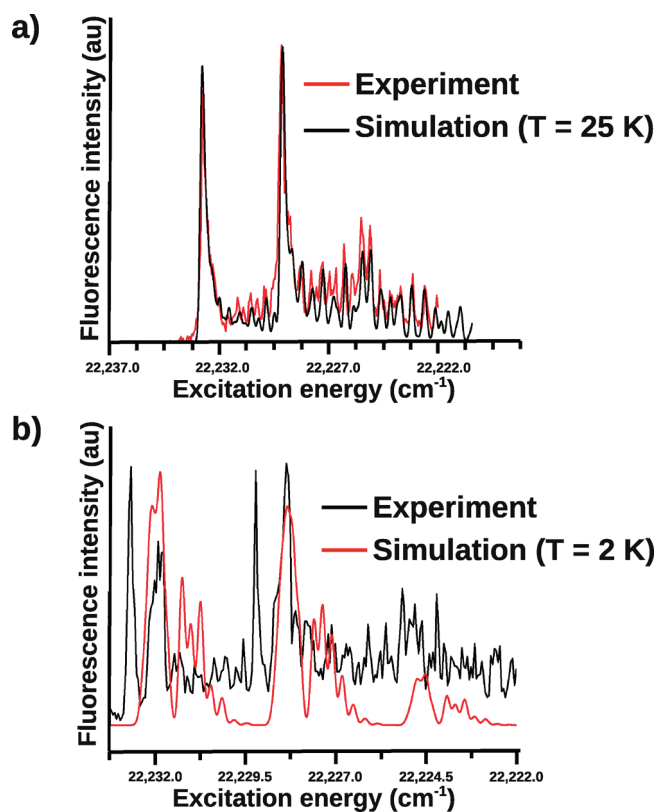 a)
Fluorescence intensity (au)
Experiment
Simulation (T = 25 K)
22,237.0 22,232.0 22,227.0 22,222.0
Excitation energy (cm-1)
b)
Fluorescence intensity (au)
Experiment
Simulation (T = 2 K)
22,232.0 22,229.5 22,227.0 22,224.5 22,222.0
Excitation energy (cm-1)